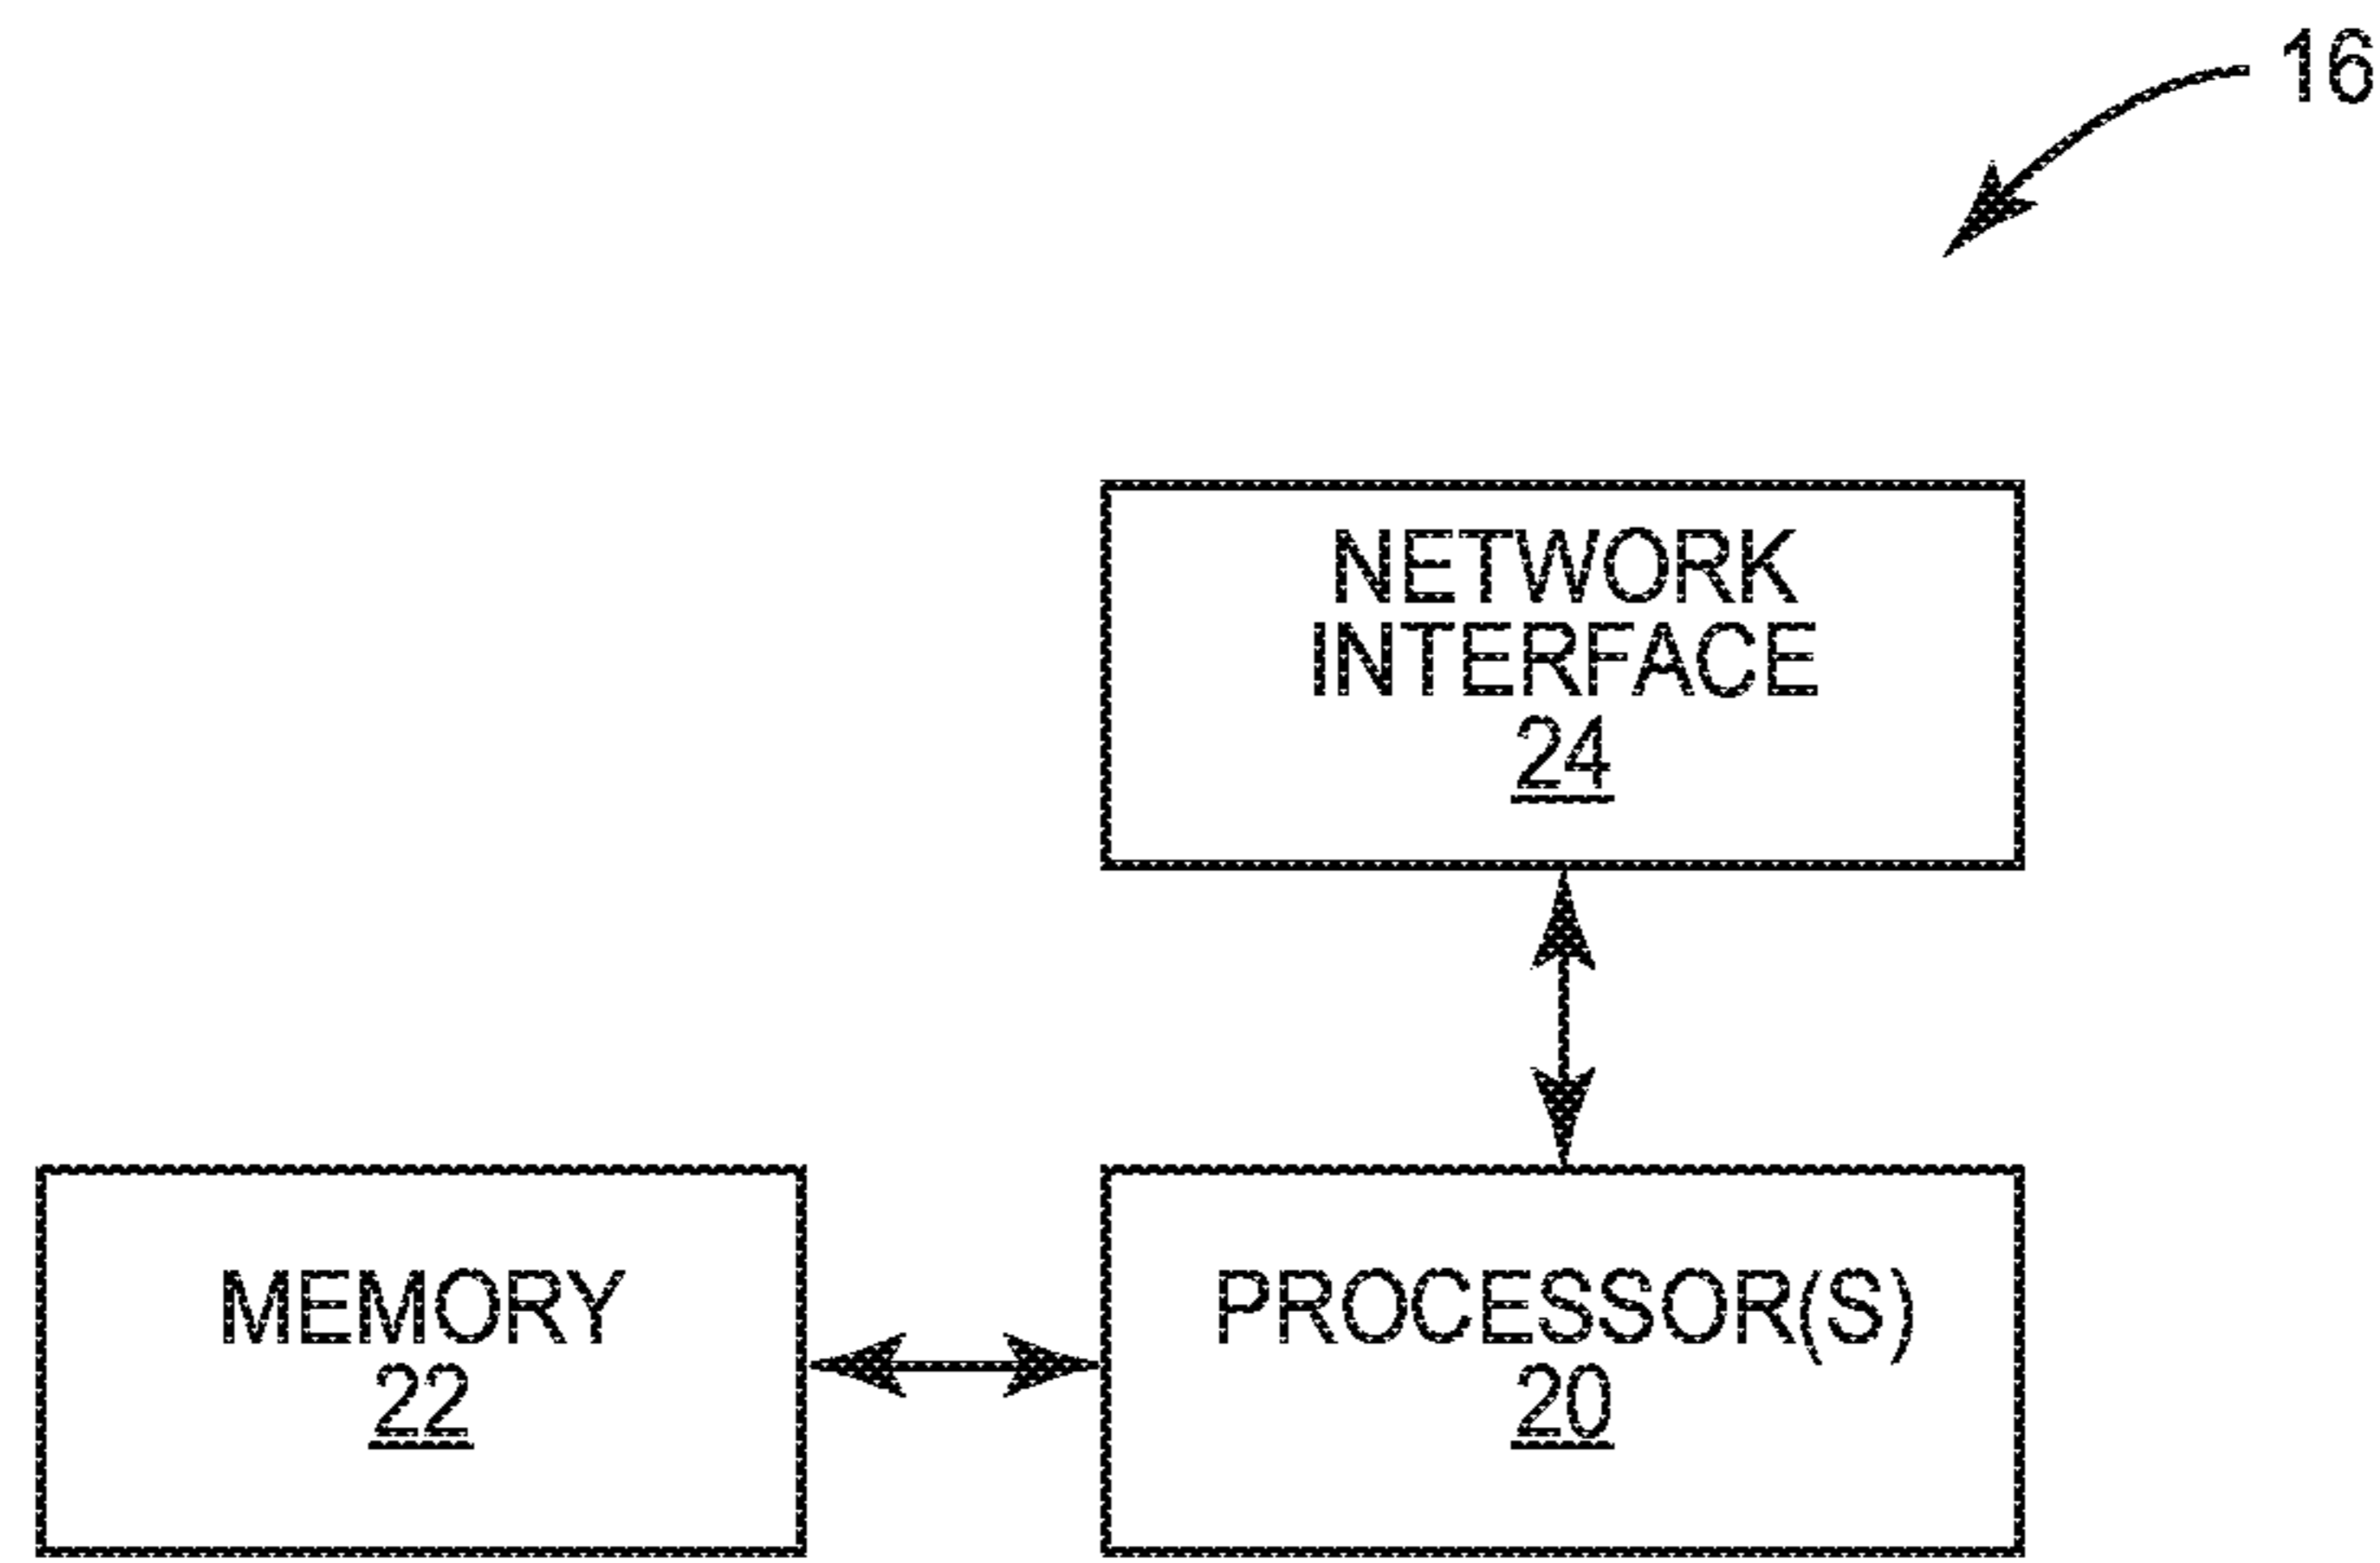 16
NETWORK
INTERFACE
24
MEMORY
22
PROCESSOR(S)
20